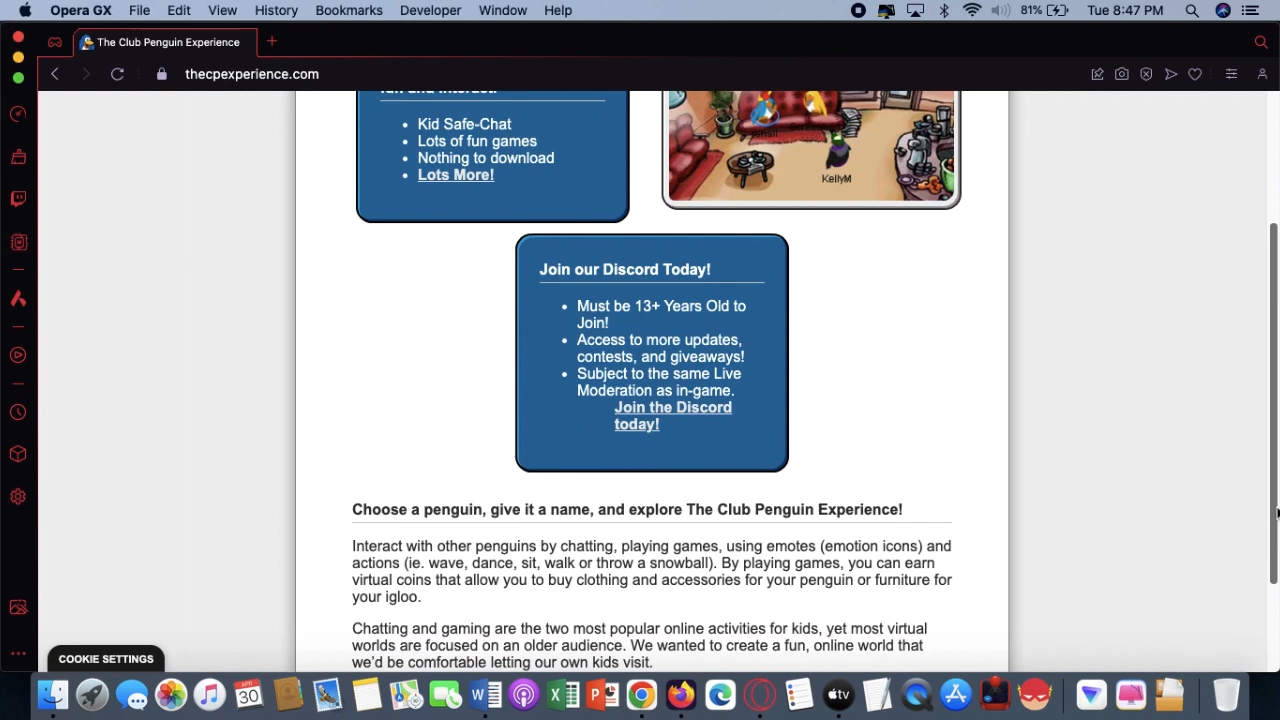 Opera GX File Edit View History Bookmarks Developer Window Help 81% Tue 8:47 PM
The Club Penguin Experience
thecpexperience.com
Kid Safe-Chat
Lots of fun games
Nothing to download
Lots More!
KellyM
Join our Discord Today!
Must be 13+ Years Old to
Join!
Access to more updates,
contests, and giveaways!
Subject to the same Live
Moderation as in-game.
Join the Discord
today!
Choose a penguin, give it a name, and explore The Club Penguin Experience!
Interact with other penguins by chatting, playing games, using emotes (emotion icons) and
actions (ie. wave, dance, sit, walk or throw a snowball). By playing games, you can earn
virtual coins that allow you to buy clothing and accessories for your penguin or furniture for
your igloo.
Chatting and gaming are the two most popular online activities for kids, yet most virtual
worlds are focused on an older audience. We wanted to create a fun, online world that
we'd be comfortable letting our own kids visit.
COOKIE SETTINGS
APR
30
tv